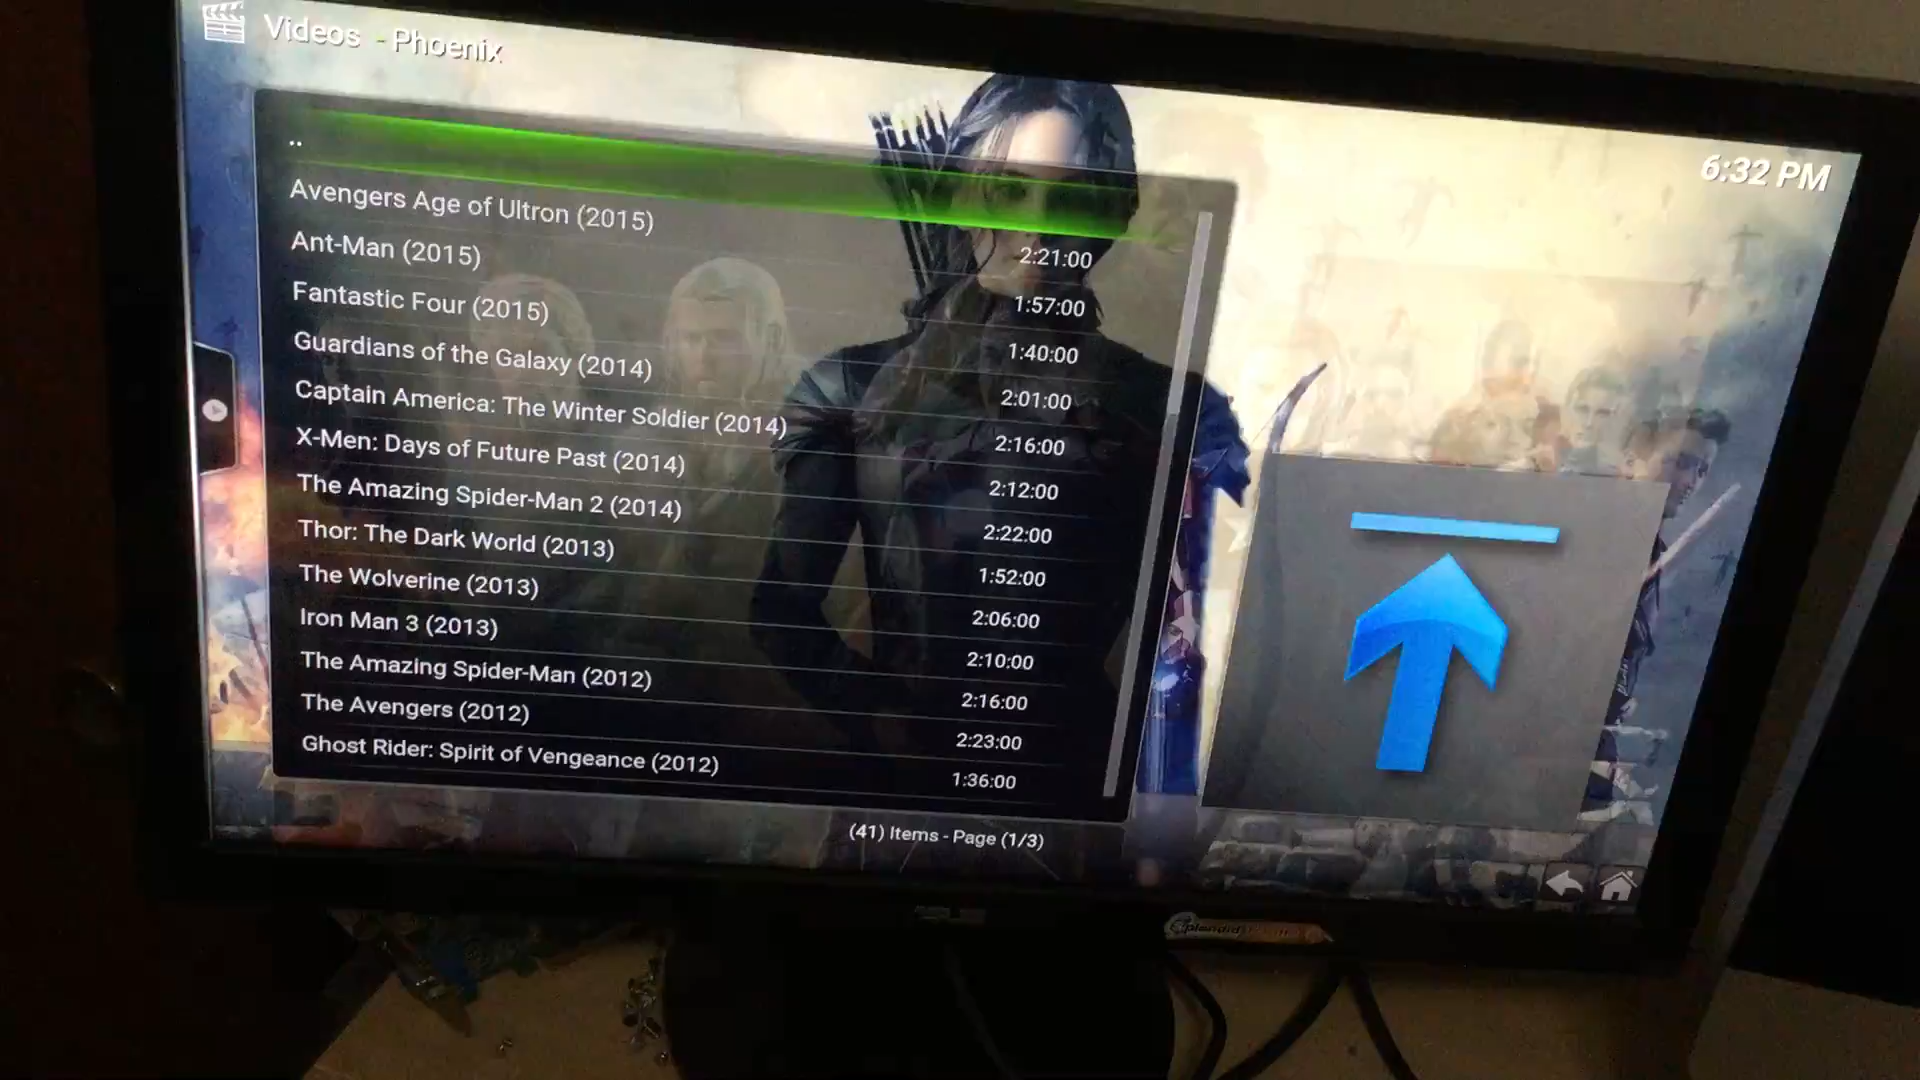 Videos - Phoenix
6:32 PM
..
Avengers Age of Ultron (2015) 2:21:00
Ant-Man (2015) 1:57:00
Fantastic Four (2015) 1:40:00
Guardians of the Galaxy (2014) 2:01:00
Captain America: The Winter Soldier (2014) 2:16:00
X-Men: Days of Future Past (2014) 2:12:00
The Amazing Spider-Man 2 (2014) 2:22:00
Thor: The Dark World (2013) 1:52:00
The Wolverine (2013) 2:06:00
Iron Man 3 (2013) 2:10:00
The Amazing Spider-Man (2012) 2:16:00
The Avengers (2012) 2:23:00
Ghost Rider: Spirit of Vengeance (2012) 1:36:00
(41) Items - Page (1/3)
Splendid